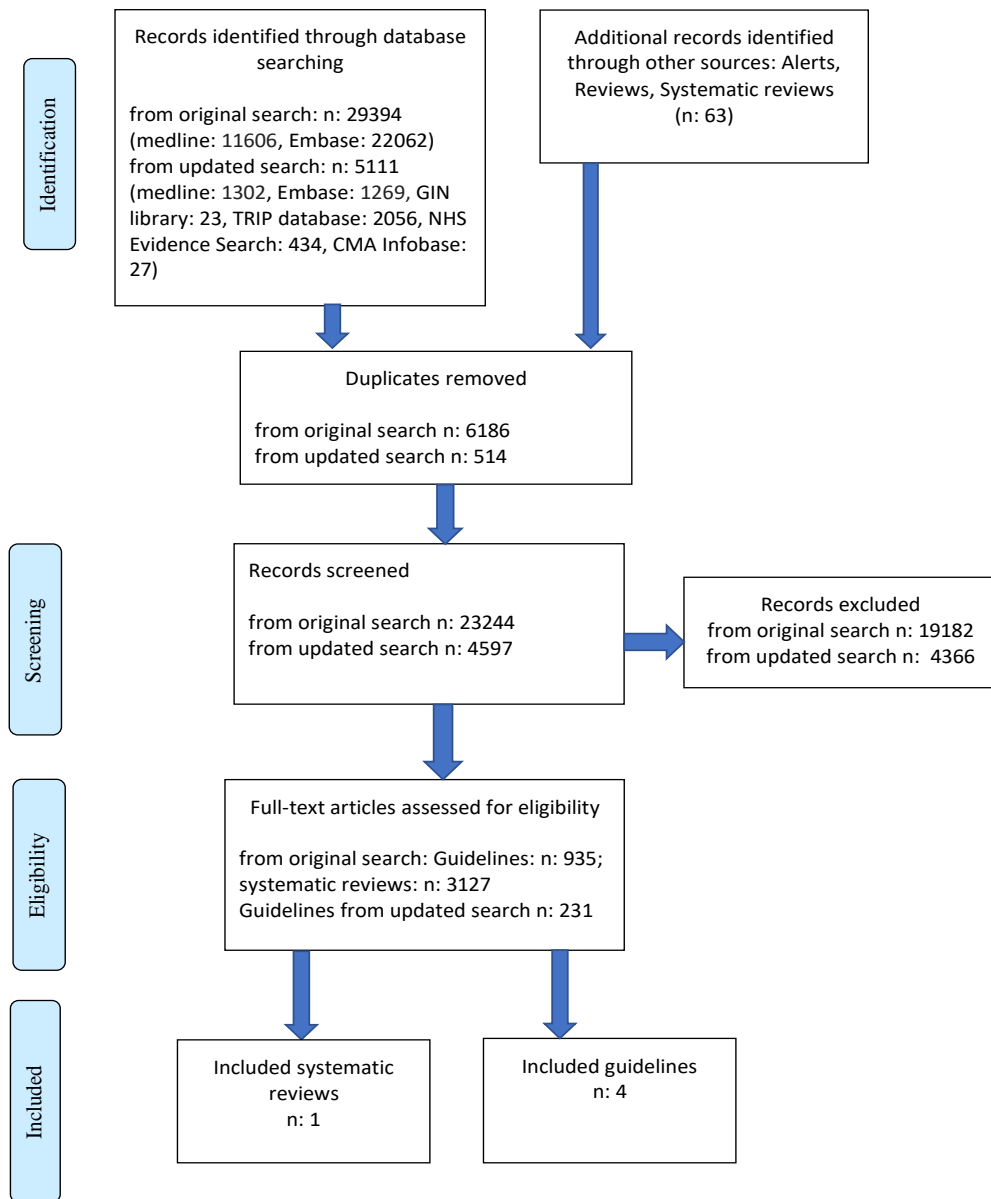 Identification
Records identified through database
searching
from original search: n: 29394
(medline: 11606, Embase: 22062)
from updated search: n: 5111
(medline: 1302, Embase: 1269, GIN
library: 23, TRIP database: 2056, NHS
Evidence Search: 434, CMA Infobase:
27)
Additional records identified
through other sources: Alerts,
Reviews, Systematic reviews
(n: 63)
Duplicates removed
from original search n: 6186
from updated search n: 514
Screening
Records screened
from original search n: 23244
from updated search n: 4597
Records excluded
from original search n: 19182
from updated search n: 4366
Eligibility
Full-text articles assessed for eligibility
from original search: Guidelines: n: 935;
systematic reviews: n: 3127
Guidelines from updated search n: 231
Included
Included systematic
reviews
n: 1
Included guidelines
n: 4